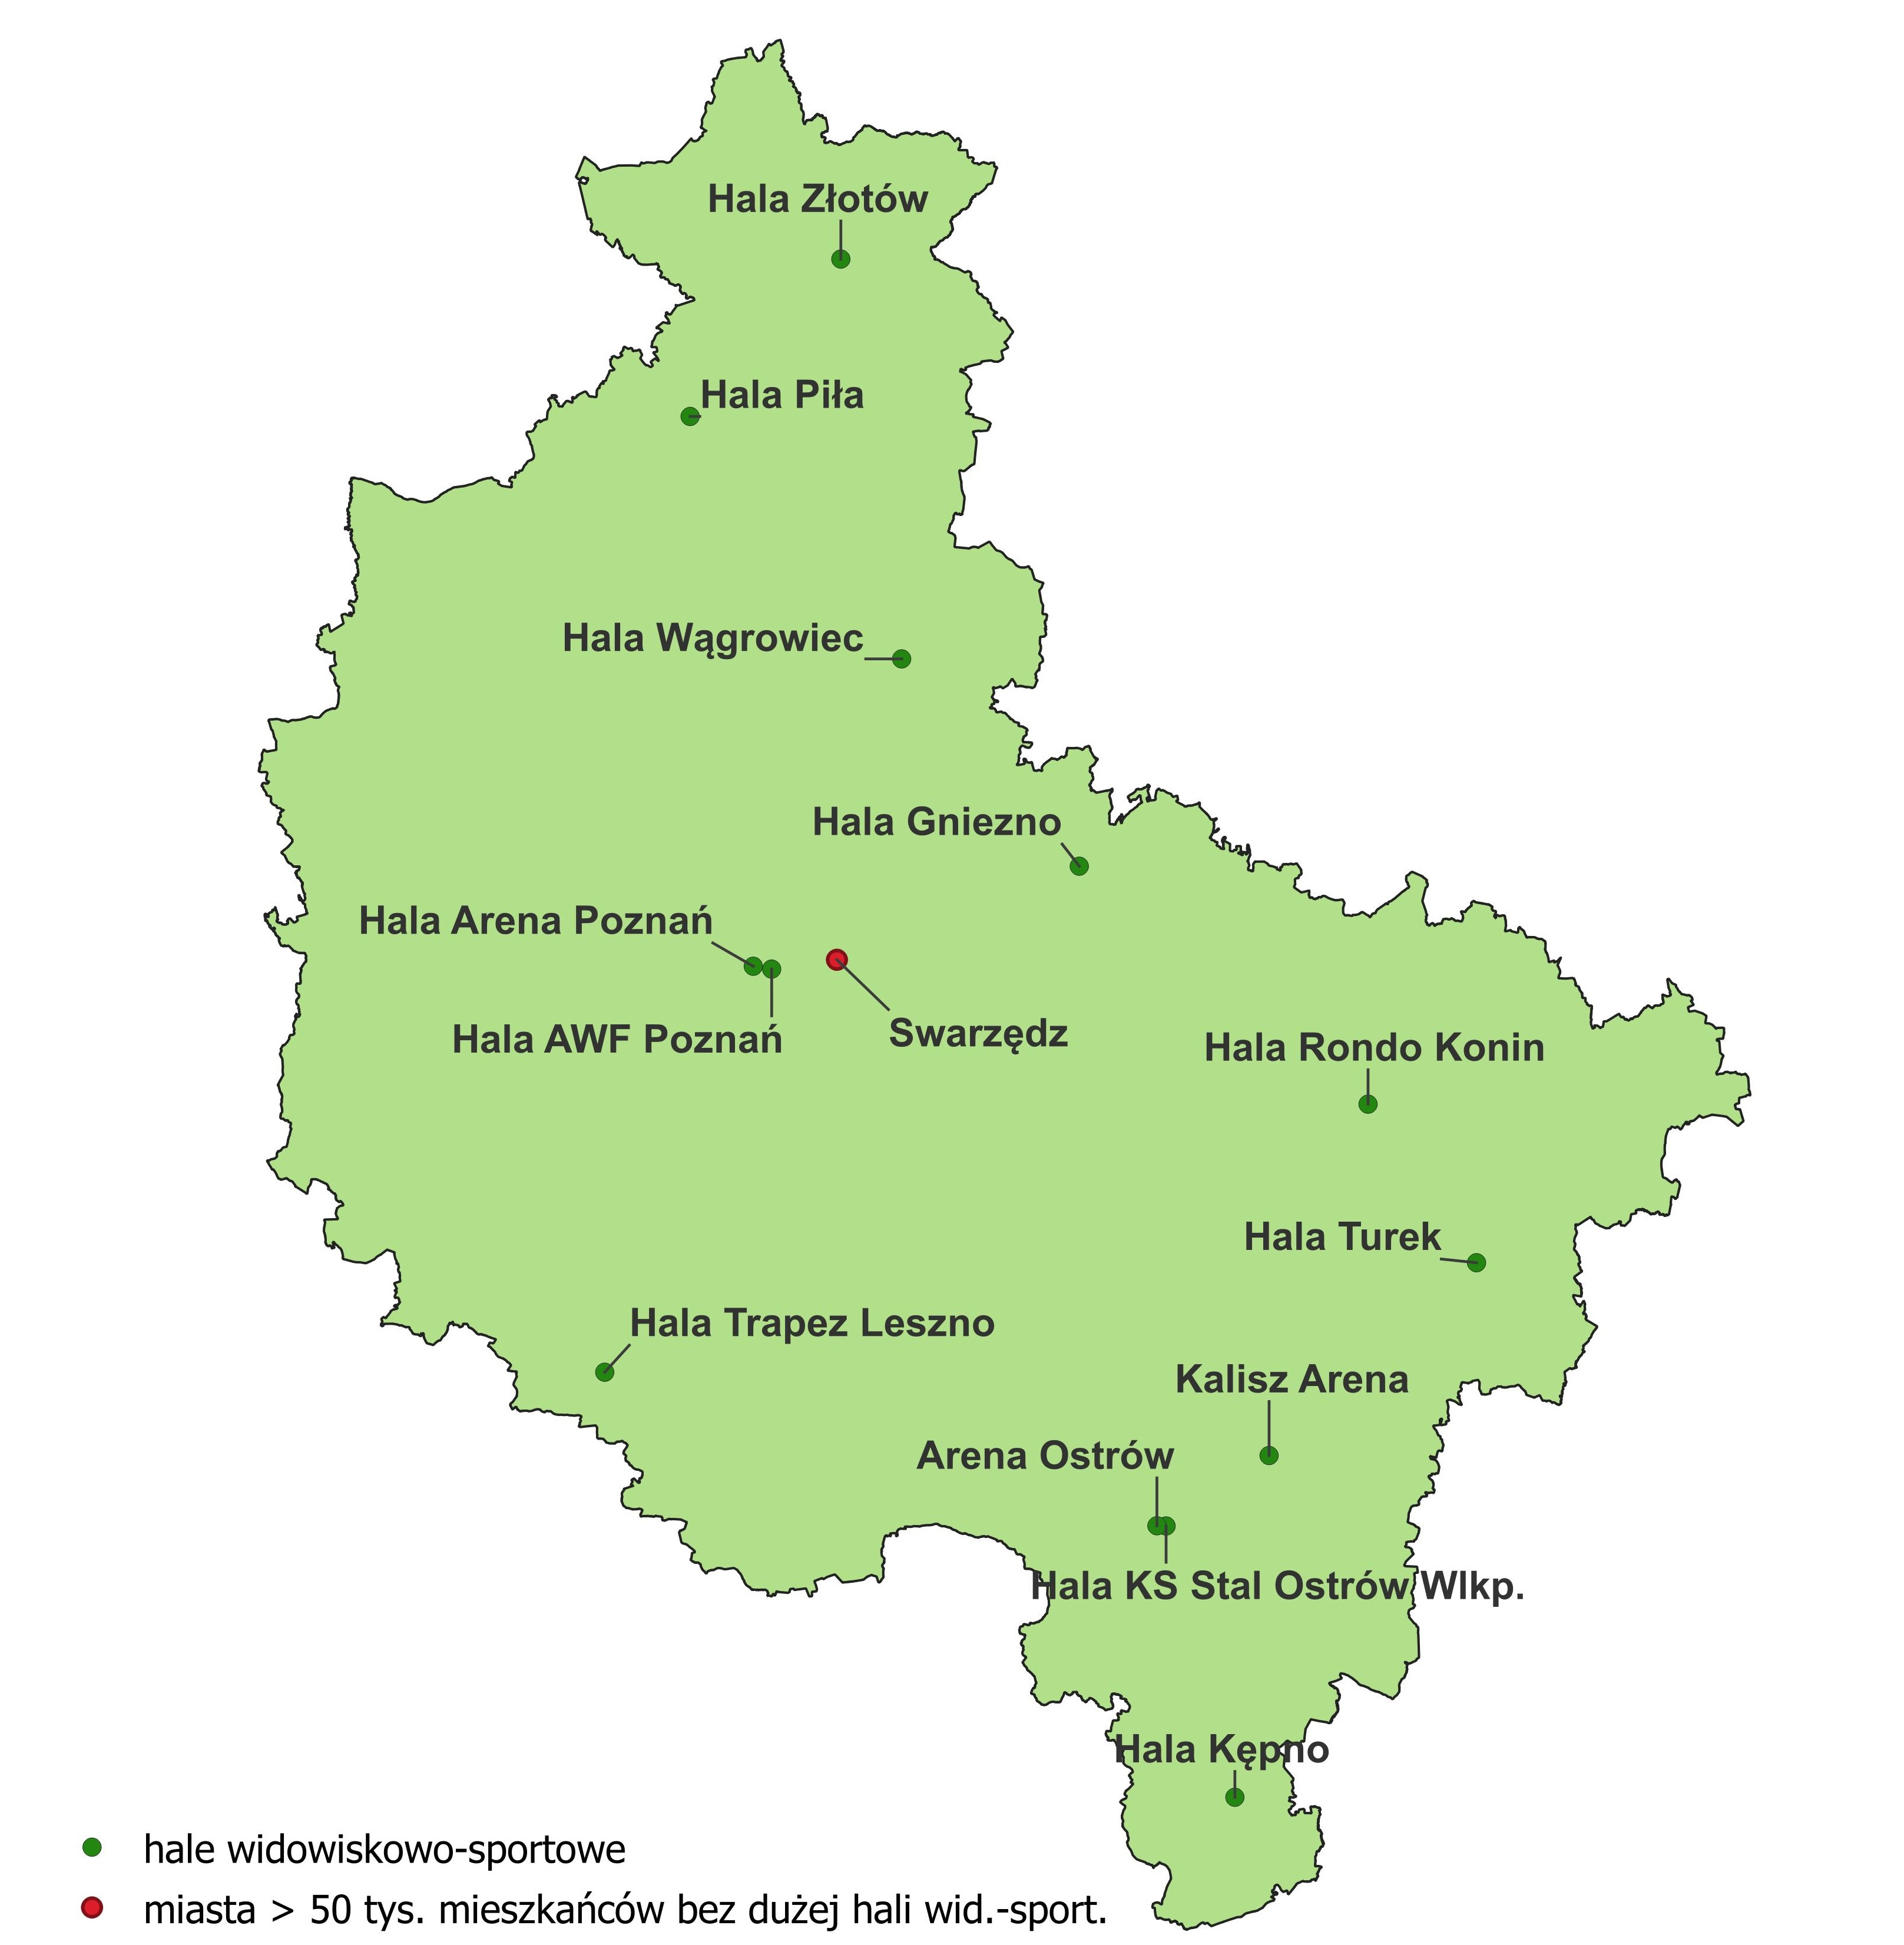 Hala Złotów
Hala Piła
Hala Wągrowiec
Hala Gniezno
Hala Arena Poznań
Hala AWF Poznań
Swarzędz
Hala Rondo Konin
Hala Turek
Hala Trapez Leszno
Kalisz Arena
Arena Ostrów
Hala KS Stal Ostrów Wlkp.
Hala Kępno
hale widowiskowo-sportowe
miasta > 50 tys. mieszkańców bez dużej hali wid.-sport.